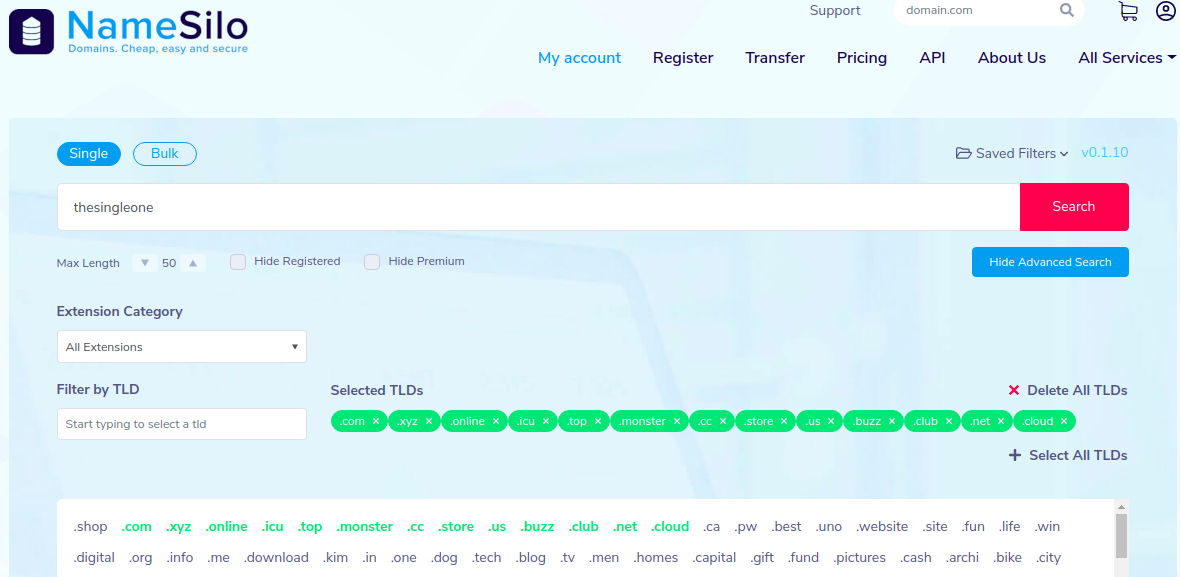 NameSilo
Domains. Cheap, easy and secure
Support
domain.com
My account Register Transfer Pricing API About Us All Services
Single Bulk Saved Filters v0.1.10
thesingleone Search
Max Length 50 Hide Registered Hide Premium Hide Advanced Search
Extension Category
All Extensions
Filter by TLD Selected TLDs Delete All TLDs
Start typing to select a tld .com × .xyz × .online × .icu × .top × .monster × .cc × .store × .us × .buzz × .club × .net × .cloud ×
Select All TLDs
.shop .com .xyz .online .icu .top .monster .cc .store .us .buzz .club .net .cloud .ca .pw .best .uno .website .site .fun .life .win
.digital .org .info .me .download .kim .in .one .dog .tech .blog .tv .men .homes .capital .gift .fund .pictures .cash .archi .bike .city